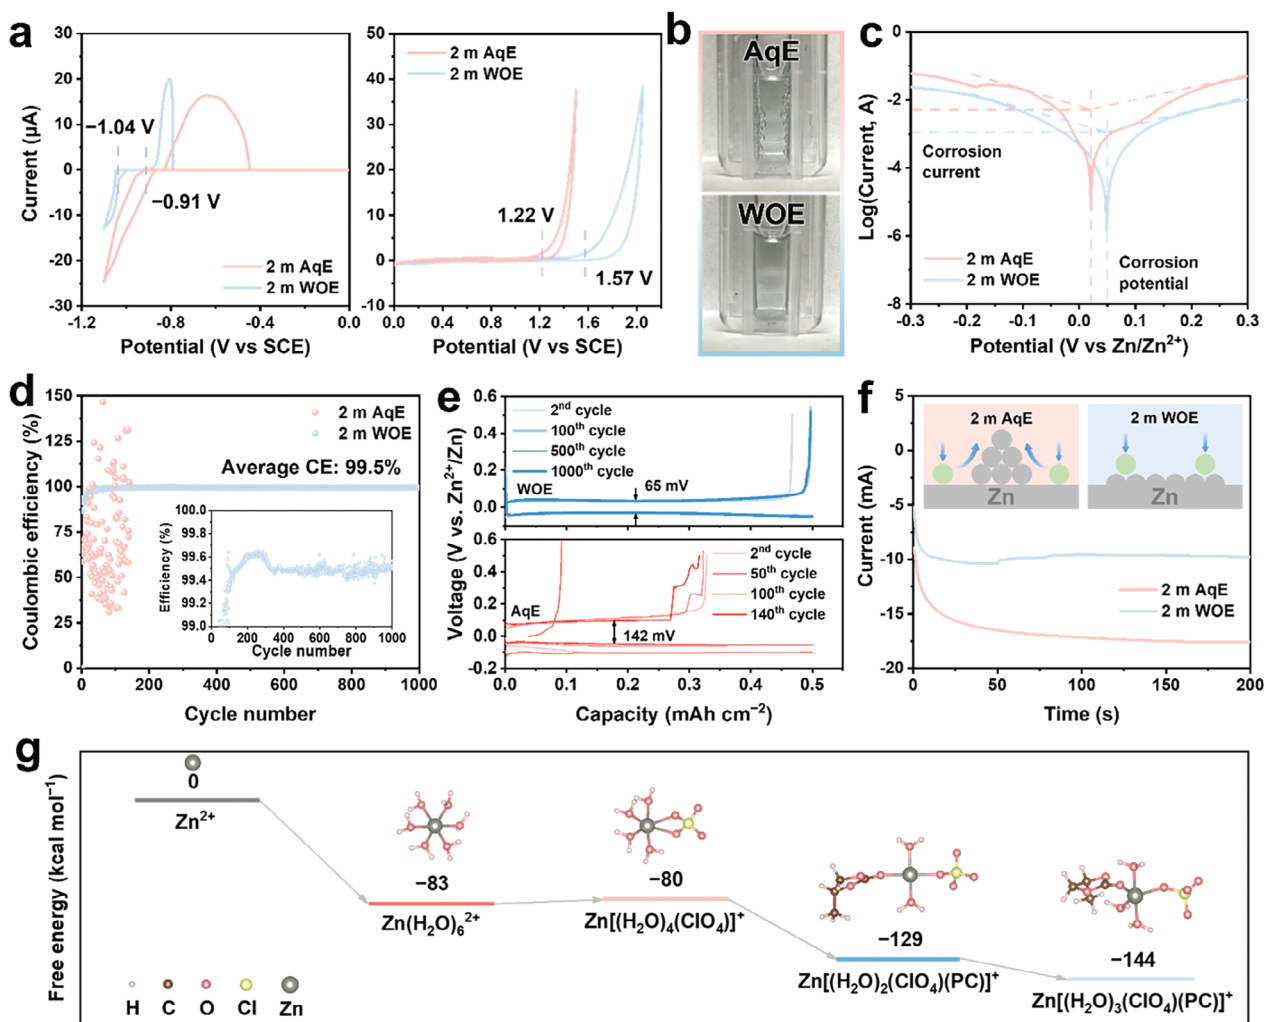 a
Current (μA)
30
20
10
0
-10
-20
-30
−1.04 V
−0.91 V
2 m AqE
2 m WOE
-1.2
-0.8
-0.4
0.0
Potential (V vs SCE)
50
40
30
20
10
0
-10
2 m AqE
2 m WOE
1.22 V
1.57 V
0.0
0.4
0.8
1.2
1.6
2.0
Potential (V vs SCE)
b
AqE
WOE
c
Log(Current, A)
0
-2
-4
-6
-8
Corrosion
current
2 m AqE
2 m WOE
Corrosion
potential
-0.3
-0.2
-0.1
0.0
0.1
0.2
0.3
Potential (V vs Zn/Zn²⁺)
d
Coulombic efficiency (%)
150
125
100
75
50
25
0
2 m AqE
2 m WOE
Average CE: 99.5%
Efficiency (%)
100.0
99.8
99.6
99.4
99.2
99.0
0
200
400
600
800
1000
Cycle number
0
200
400
600
800
1000
Cycle number
e
Voltage (V vs. Zn²⁺/Zn)
0.6
0.4
0.2
0.0
2ⁿᵈ cycle
100ᵗʰ cycle
500ᵗʰ cycle
1000ᵗʰ cycle
WOE
65 mV
0.4
0.2
0.0
-0.2
2ⁿᵈ cycle
50ᵗʰ cycle
100ᵗʰ cycle
140ᵗʰ cycle
AqE
142 mV
0.0
0.1
0.2
0.3
0.4
0.5
Capacity (mAh cm⁻²)
f
Current (mA)
5
0
-5
-10
-15
-20
2 m AqE
Zn
2 m WOE
Zn
2 m AqE
2 m WOE
0
50
100
150
200
Time (s)
g
Free energy (kcal mol⁻¹)
0
Zn²⁺
−83
Zn(H₂O)₆²⁺
−80
Zn[(H₂O)₄(ClO₄)]⁺
−129
Zn[(H₂O)₂(ClO₄)(PC)]⁺
−144
Zn[(H₂O)₃(ClO₄)(PC)]⁺
H C O Cl Zn